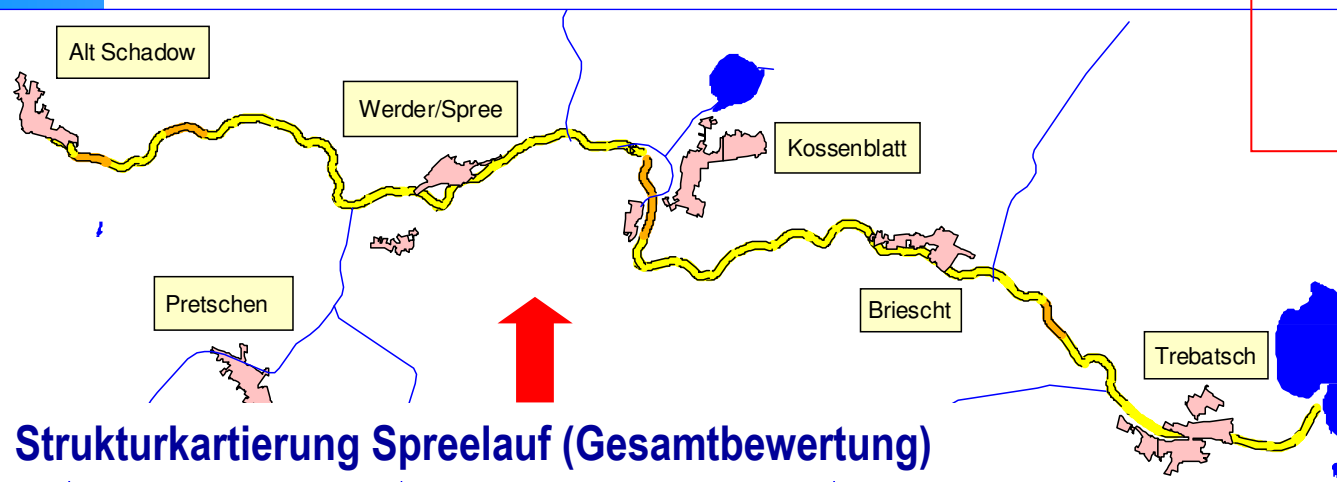 Alt Schadow
Werder/Spree
Kossenblatt
Pretschen
Briescht
Trebatsch
Strukturkartierung Spreelauf (Gesamtbewertung)